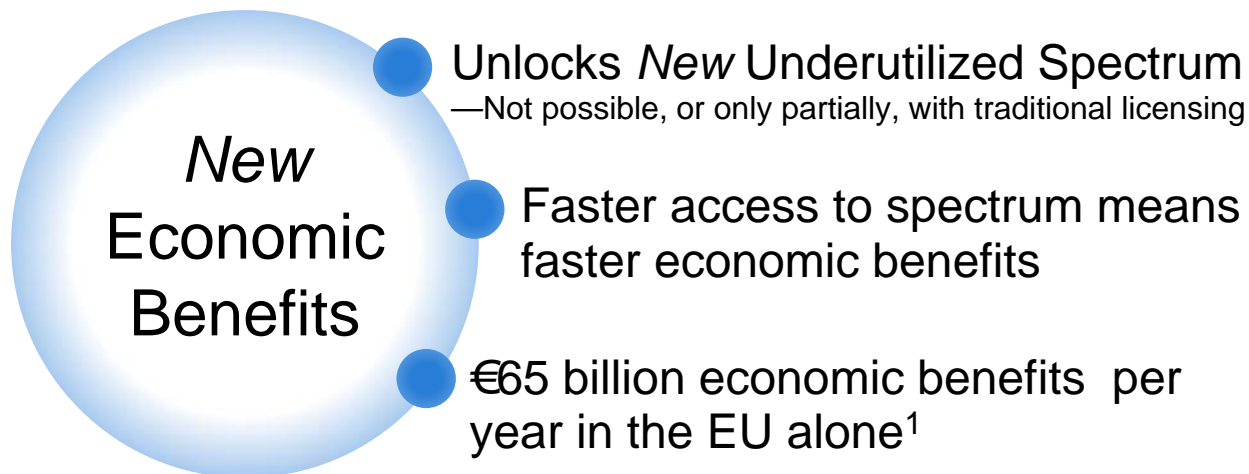 New
Economic
Benefits
Unlocks New Underutilized Spectrum
—Not possible, or only partially, with traditional licensing
Faster access to spectrum means
faster economic benefits
€65 billion economic benefits  per
year in the EU alone¹